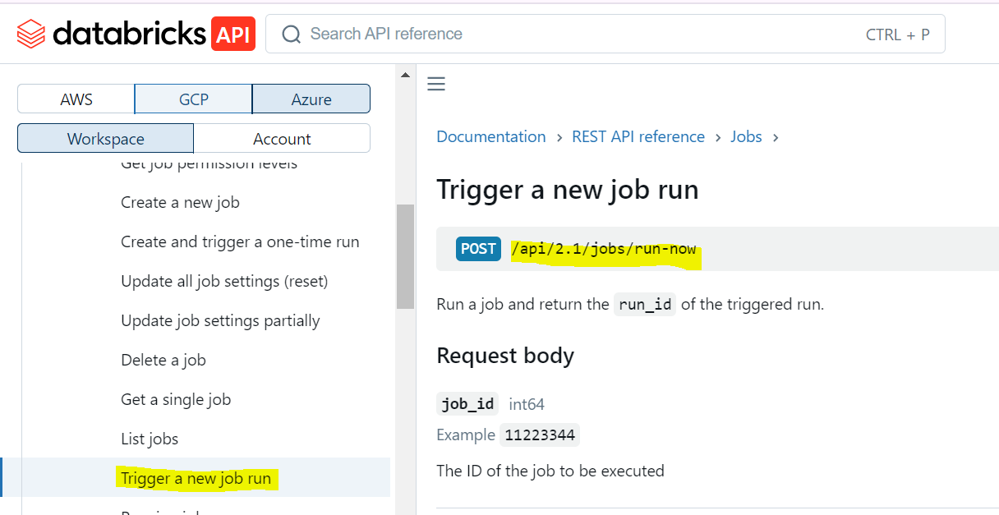 databricks API
Search API reference
CTRL + P
AWS
GCP
Azure
Workspace
Account
Get job permission levels
Create a new job
Create and trigger a one-time run
Update all job settings (reset)
Update job settings partially
Delete a job
Get a single job
List jobs
Trigger a new job run
Documentation > REST API reference > Jobs >
Trigger a new job run
POST /api/2.1/jobs/run-now
Run a job and return the run_id of the triggered run.
Request body
job_id int64
Example 11223344
The ID of the job to be executed